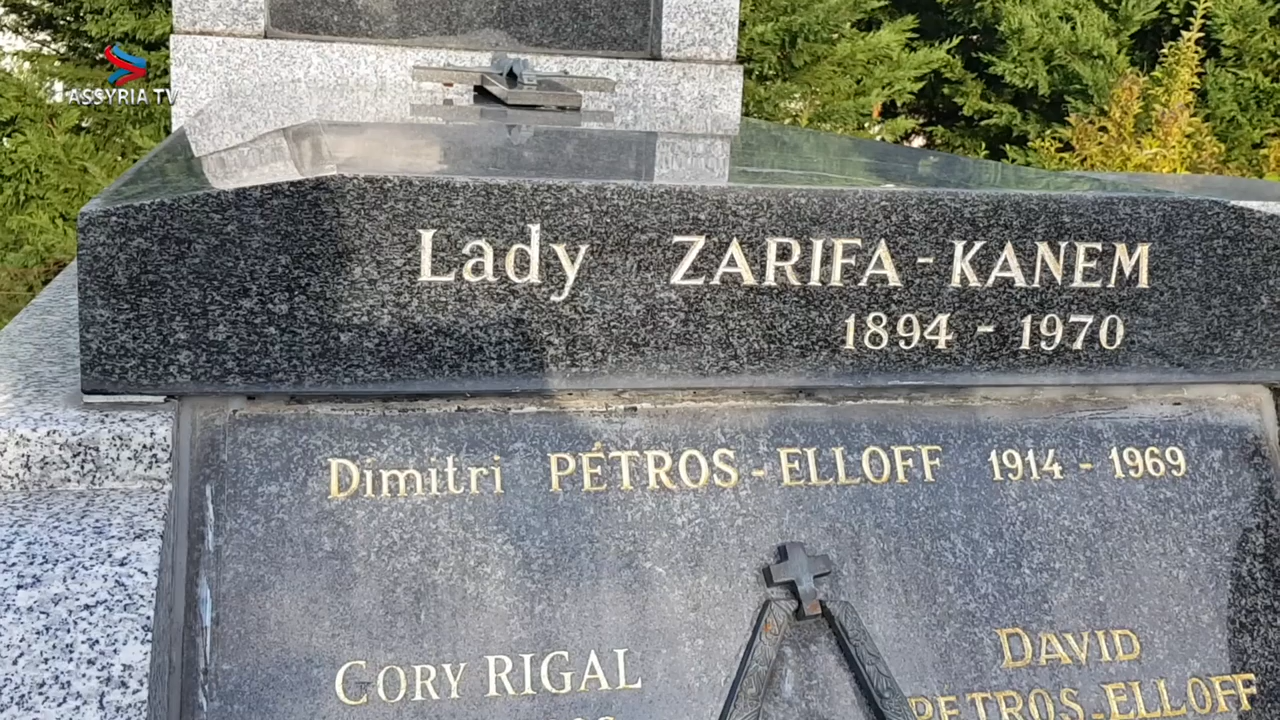 ASSYRIA TV
Lady ZARIFA - KANEM
1894 - 1970
Dimitri PÉTROS - ELLOFF 1914 - 1969
CORY RIGAL
DAVID
PETROS-ELLOFF